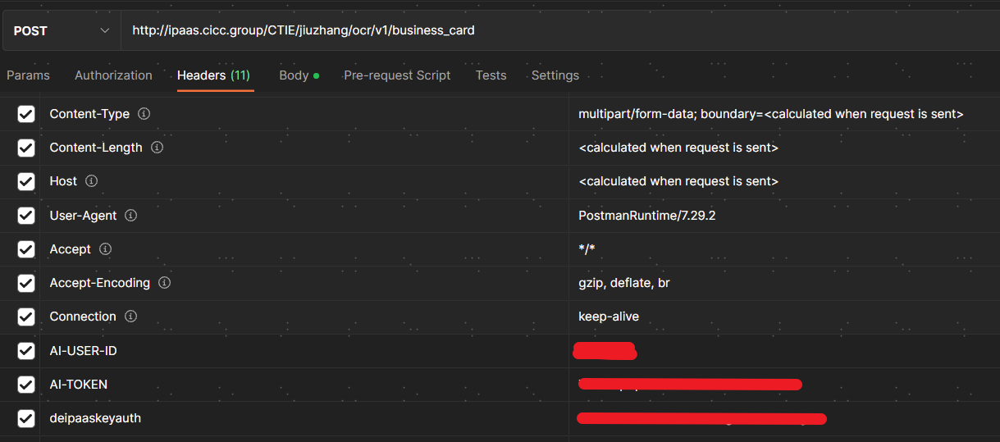 POST http://ipaas.cicc.group/CTIE/jiuzhang/ocr/v1/business_card
Params Authorization Headers (11) Body Pre-request Script Tests Settings
Content-Type multipart/form-data; boundary=<calculated when request is sent>
Content-Length <calculated when request is sent>
Host <calculated when request is sent>
User-Agent PostmanRuntime/7.29.2
Accept */*
Accept-Encoding gzip, deflate, br
Connection keep-alive
AI-USER-ID
AI-TOKEN
deipaaskeyauth